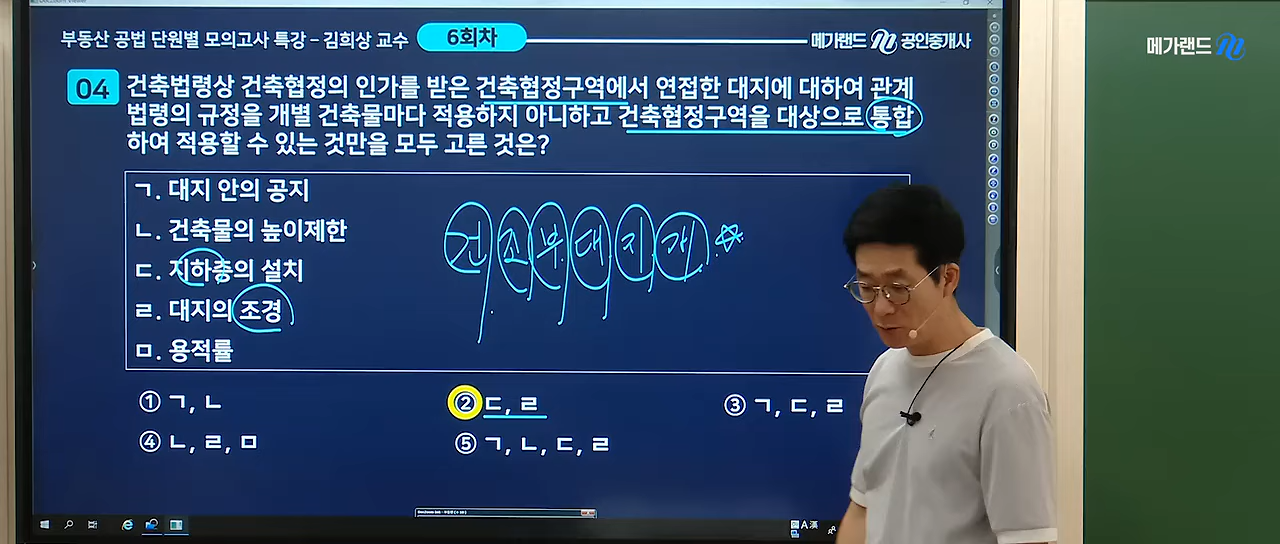 부동산 공법 단원별 모의고사 특강 – 김희상 교수
6회차
메가랜드 공인중개사
메가랜드
04 건축법령상 건축협정의 인가를 받은 건축협정구역에서 연접한 대지에 대하여 관계
법령의 규정을 개별 건축물마다 적용하지 아니하고 건축협정구역을 대상으로 통합
하여 적용할 수 있는 것만을 모두 고른 것은?
ㄱ. 대지 안의 공지
ㄴ. 건축물의 높이제한
ㄷ. 지하층의 설치
ㄹ. 대지의 조경
ㅁ. 용적률
건 조 부 대 지 개
① ㄱ, ㄴ
② ㄷ, ㄹ
③ ㄱ, ㄷ, ㄹ
④ ㄴ, ㄹ, ㅁ
⑤ ㄱ, ㄴ, ㄷ, ㄹ
A 漢